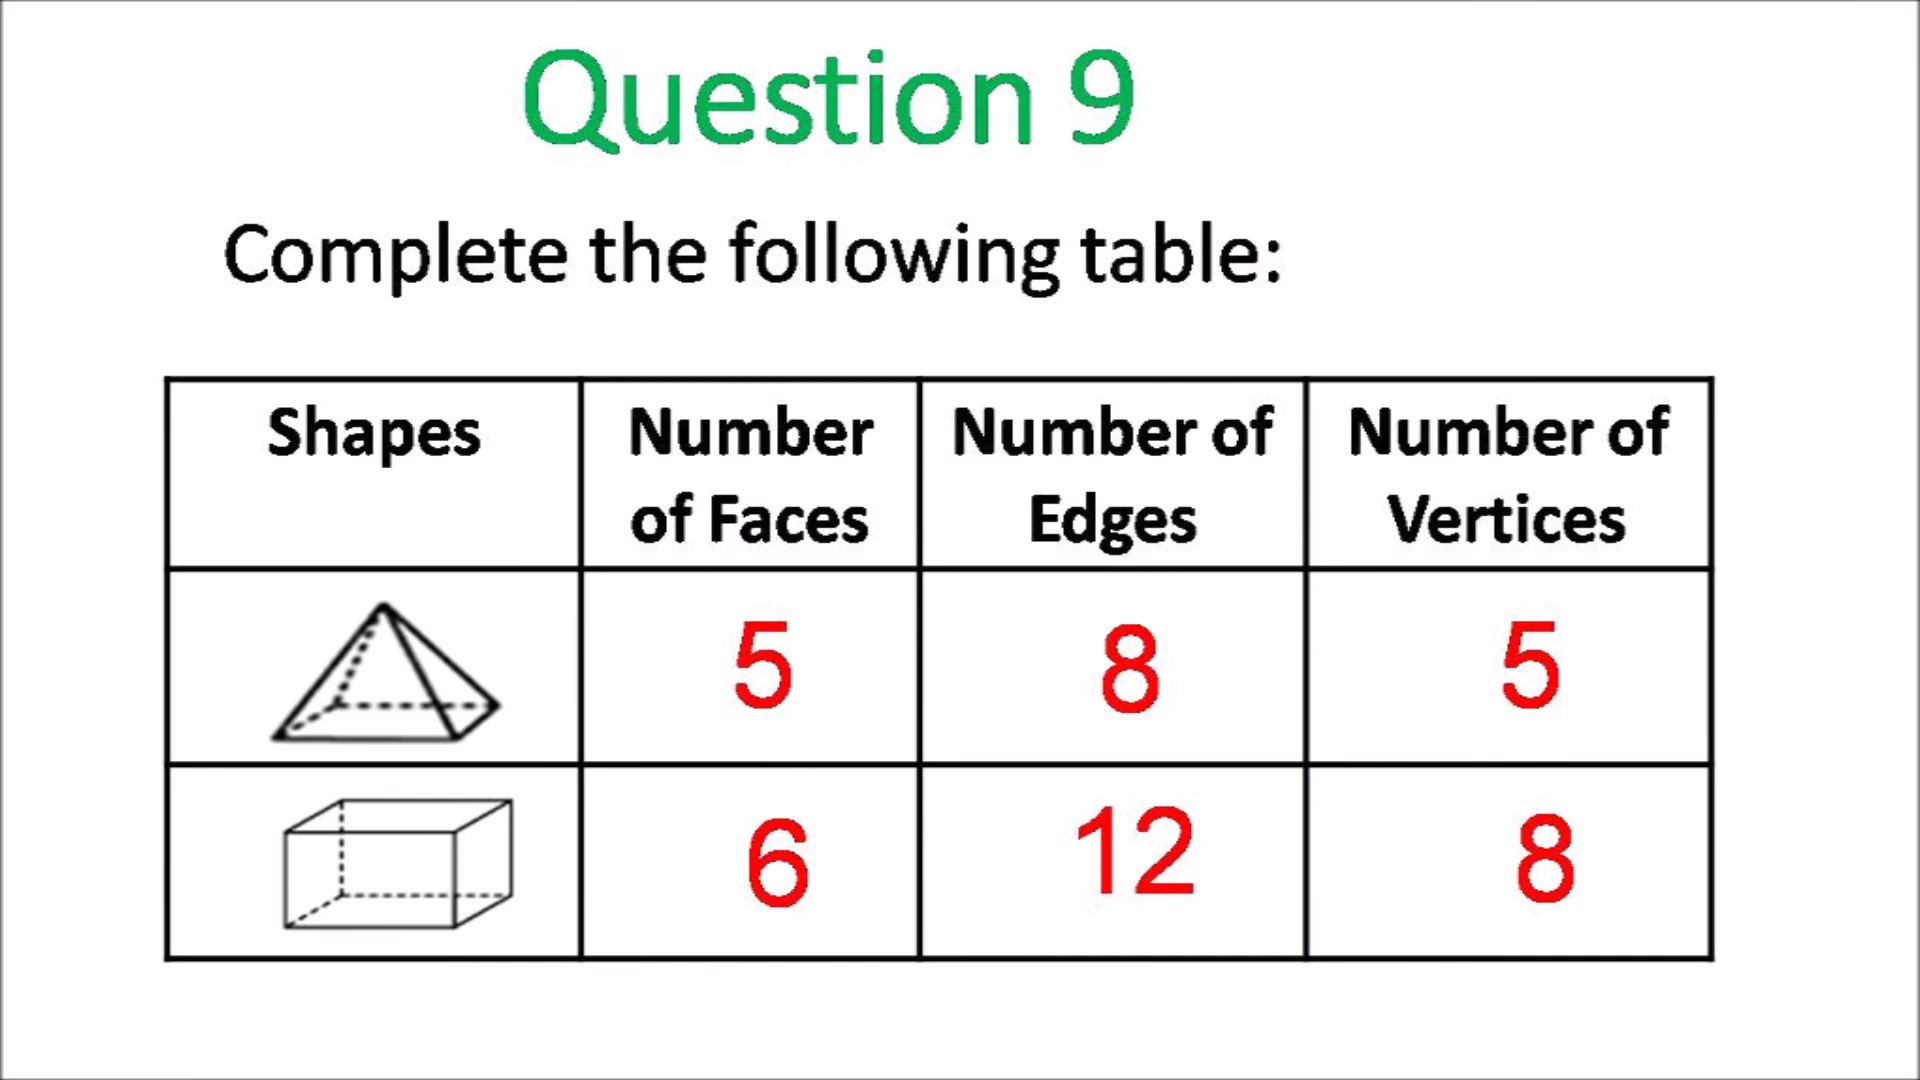 Question 9
Complete the following table:
Shapes
Number of Faces
Number of Edges
Number of Vertices
5 8 5
6 12 8